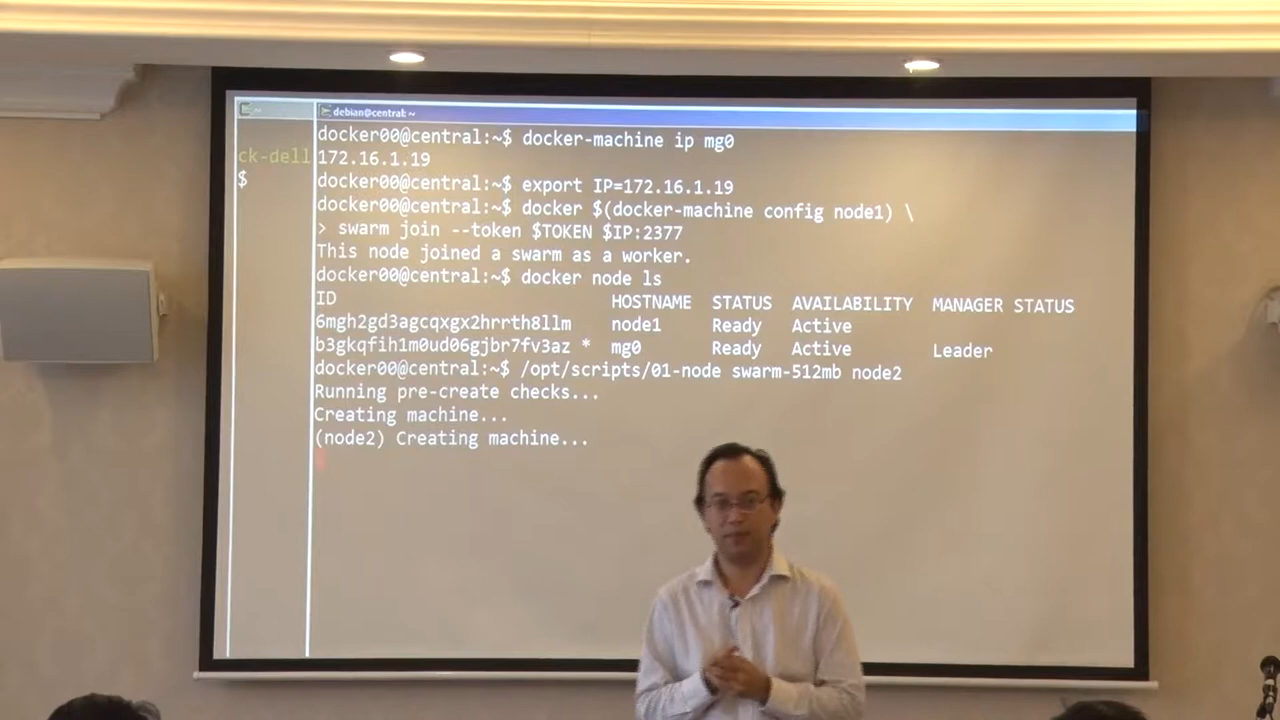 debian@central: ~
docker00@central:~$ docker-machine ip mg0
172.16.1.19
docker00@central:~$ export IP=172.16.1.19
docker00@central:~$ docker $(docker-machine config node1) \
> swarm join --token $TOKEN $IP:2377
This node joined a swarm as a worker.
docker00@central:~$ docker node ls
ID HOSTNAME STATUS AVAILABILITY MANAGER STATUS
6mgh2gd3agcqxgx2hrrth8llm node1 Ready Active
b3gkqfih1m0ud06gjbr7fv3az * mg0 Ready Active Leader
docker00@central:~$ /opt/scripts/01-node swarm-512mb node2
Running pre-create checks...
Creating machine...
(node2) Creating machine...
~
ck-dell
$